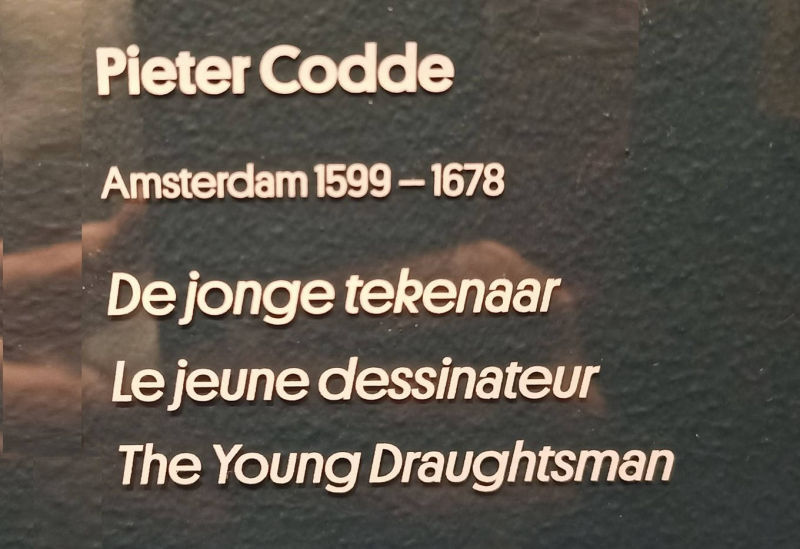 Pieter Codde
Amsterdam 1599 – 1678
De jonge tekenaar
Le jeune dessinateur
The Young Draughtsman